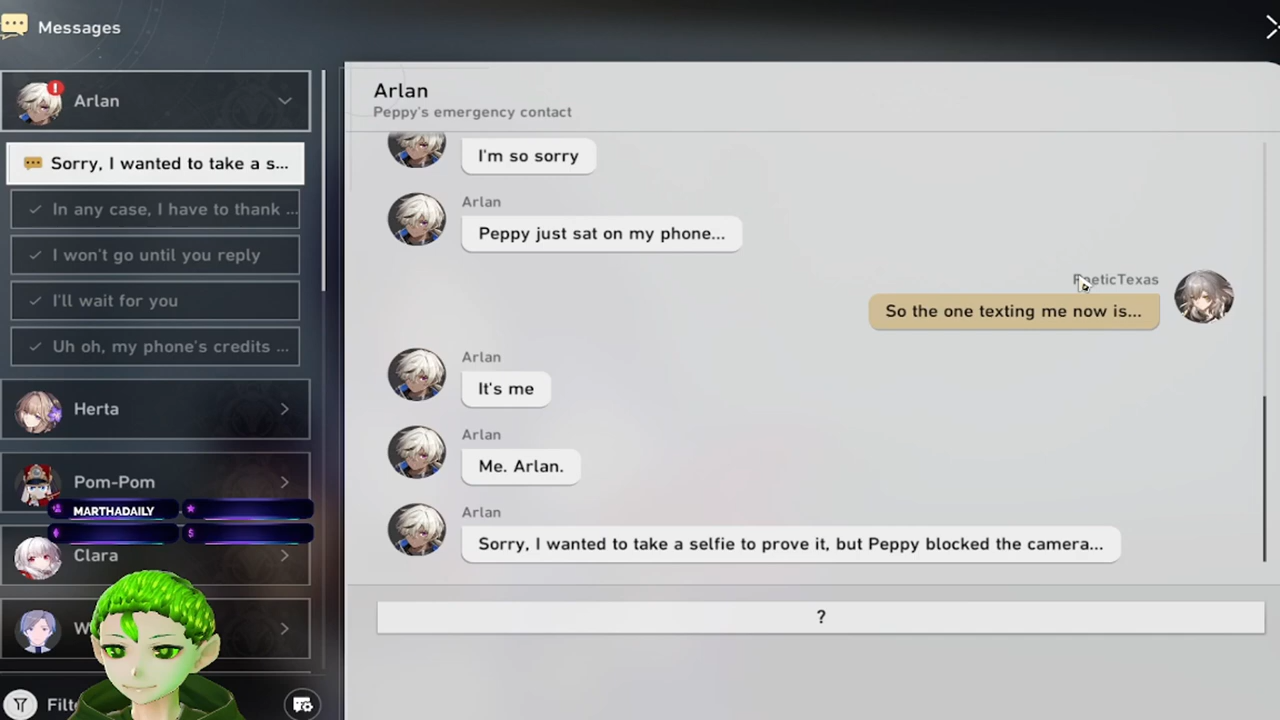 Messages
Arlan
Sorry, I wanted to take a s...
In any case, I have to thank ...
I won't go until you reply
I'll wait for you
Uh oh, my phone's credits ...
Herta
Pom-Pom
MARTHADAILY
Clara
W
Filte
Arlan
Peppy's emergency contact
I'm so sorry
Arlan
Peppy just sat on my phone...
PoeticTexas
So the one texting me now is...
Arlan
It's me
Arlan
Me. Arlan.
Arlan
Sorry, I wanted to take a selfie to prove it, but Peppy blocked the camera...
?